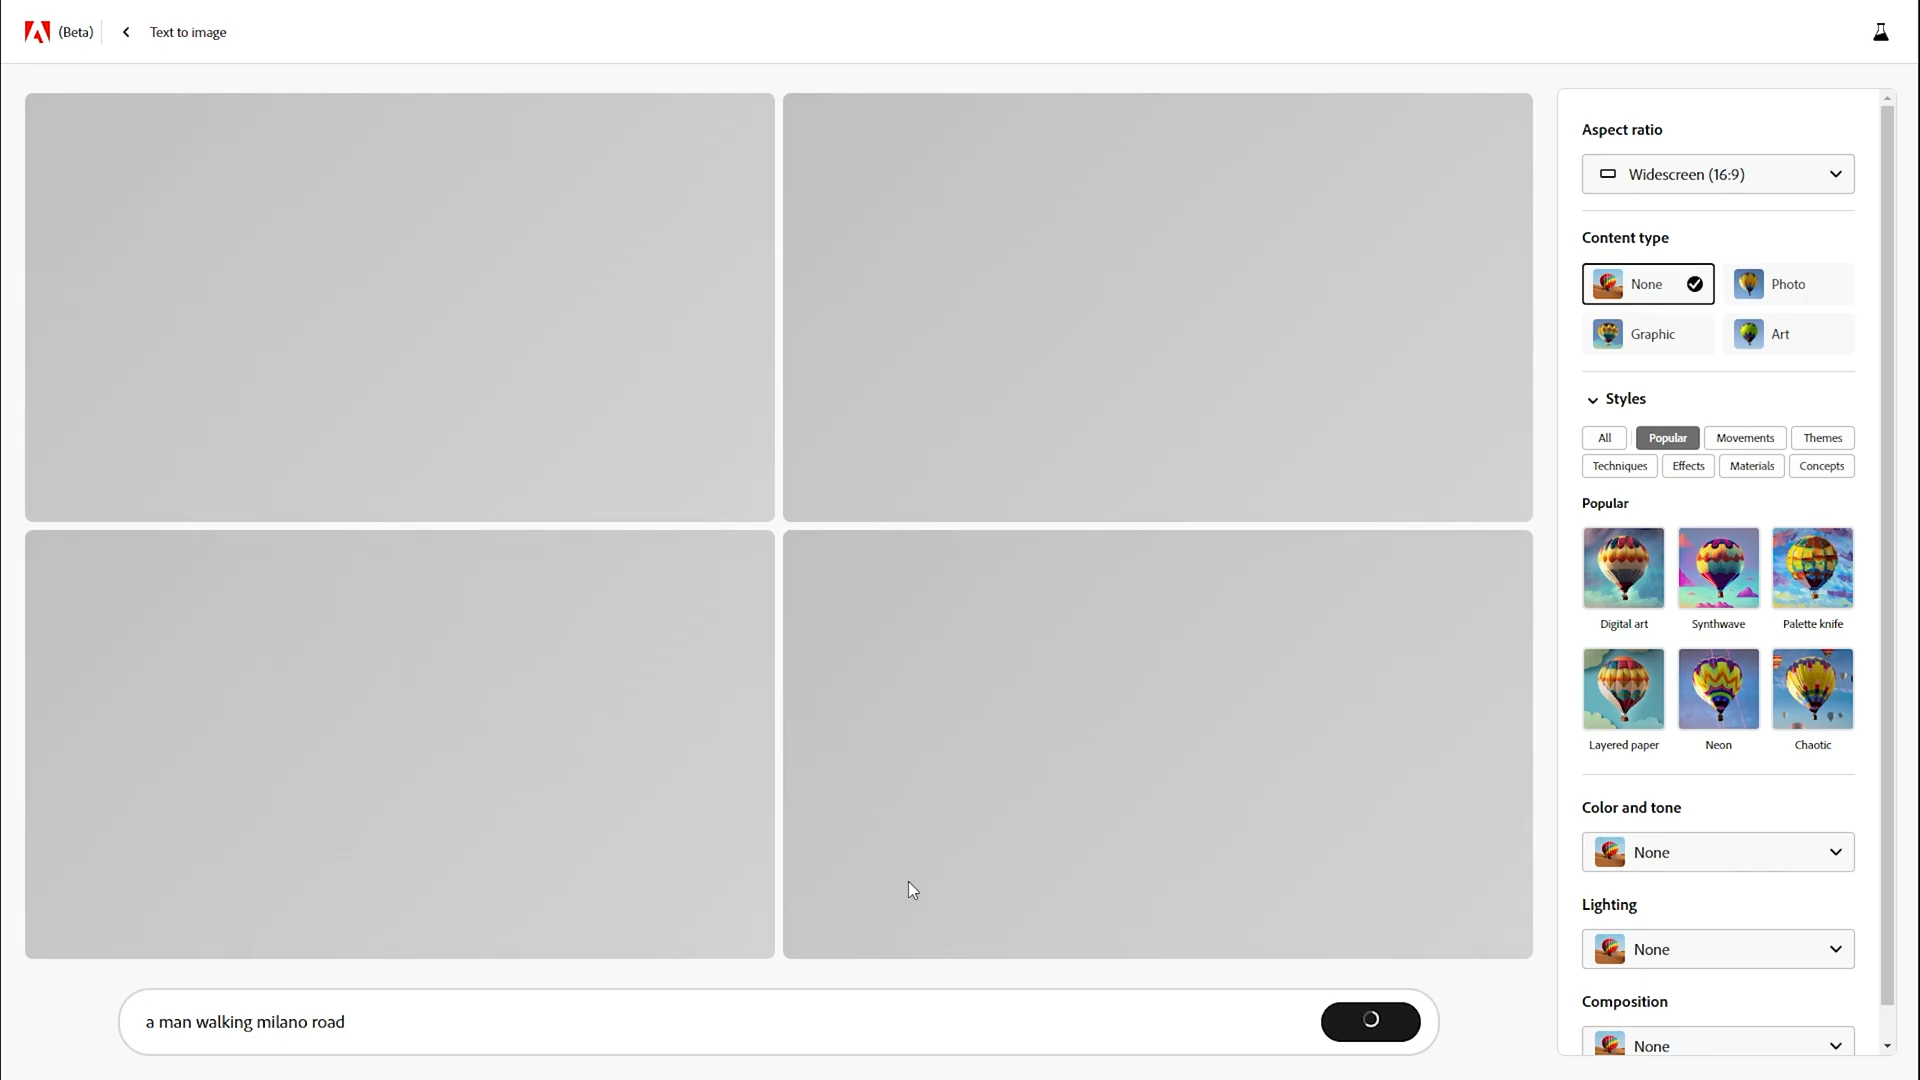 (Beta)
Text to image
Aspect ratio
Widescreen (16:9)
Content type
None
Photo
Graphic
Art
Styles
All
Popular
Movements
Themes
Techniques
Effects
Materials
Concepts
Popular
Digital art
Synthwave
Palette knife
Layered paper
Neon
Chaotic
Color and tone
None
Lighting
None
Composition
None
a man walking milano road